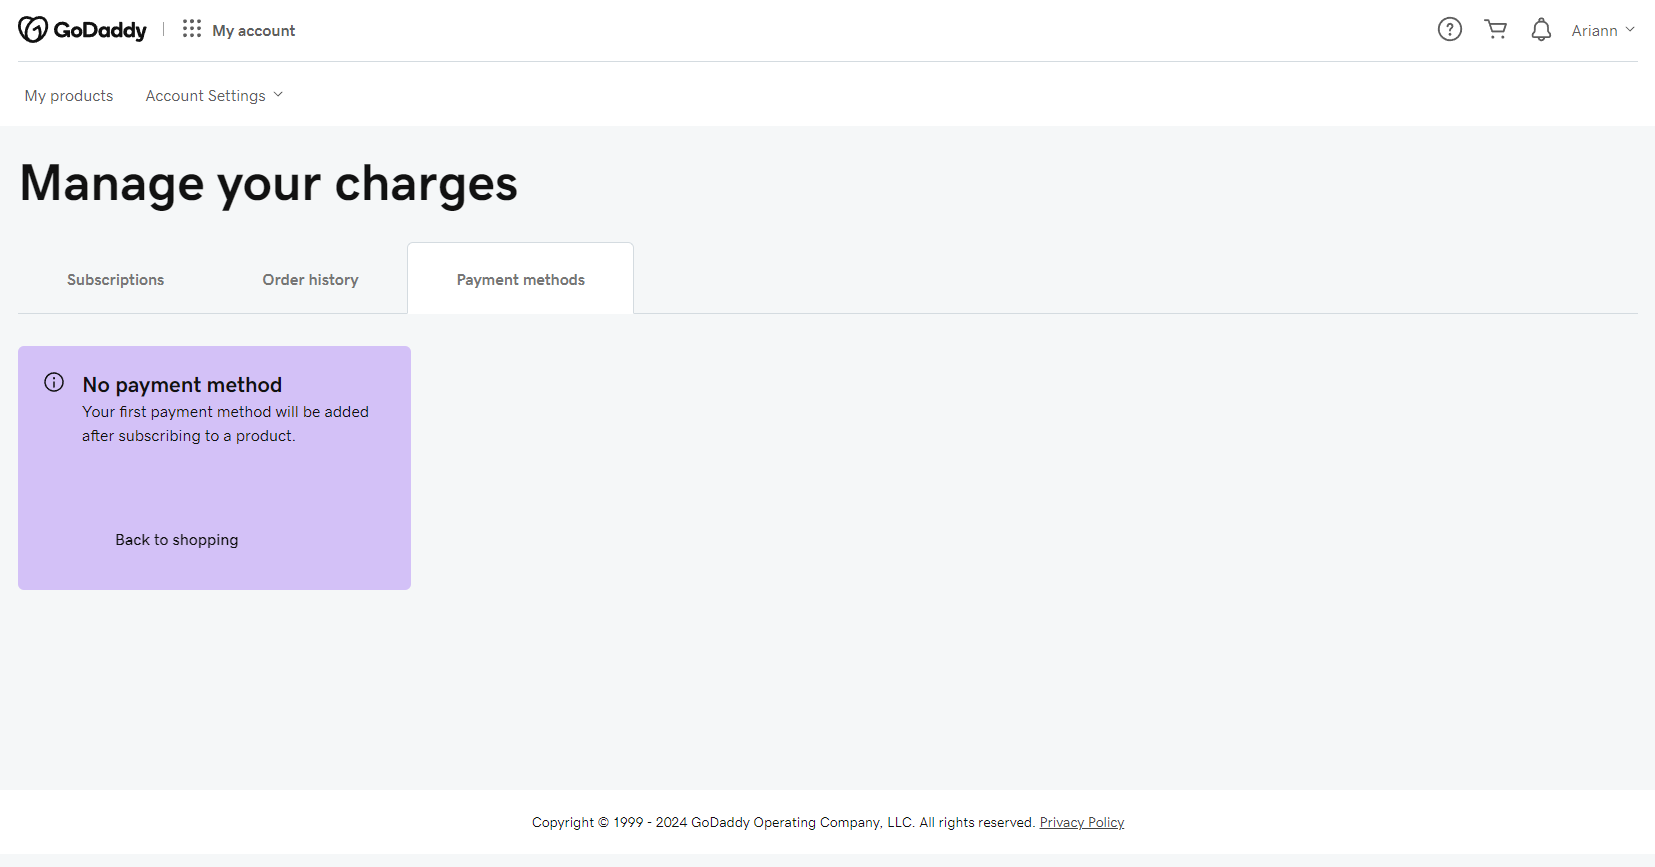 GoDaddy My account Ariann
My products Account Settings
Manage your charges
Subscriptions Order history Payment methods
No payment method
Your first payment method will be added
after subscribing to a product.
Back to shopping
Copyright © 1999 - 2024 GoDaddy Operating Company, LLC. All rights reserved. Privacy Policy